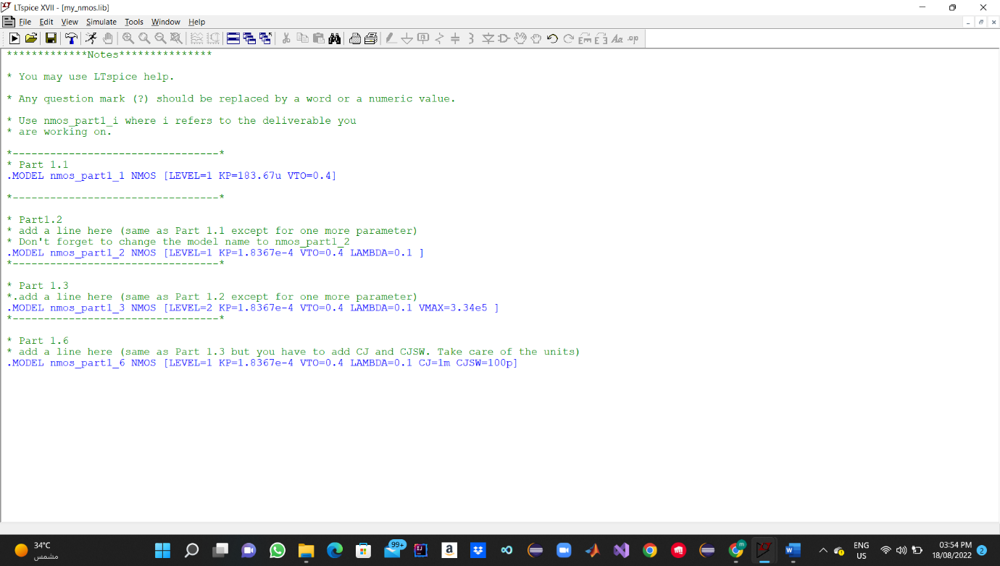 LTspice XVII - [my_nmos.lib]
File Edit View Simulate Tools Window Help
*************Notes***************
* You may use LTspice help.
* Any question mark (?) should be replaced by a word or a numeric value.
* Use nmos_part1_i where i refers to the deliverable you
* are working on.
*---------------------------------*
* Part 1.1
.MODEL nmos_part1_1 NMOS [LEVEL=1 KP=183.67u VTO=0.4]
*---------------------------------*
* Part1.2
* add a line here (same as Part 1.1 except for one more parameter)
* Don't forget to change the model name to nmos_part1_2
.MODEL nmos_part1_2 NMOS [LEVEL=1 KP=1.8367e-4 VTO=0.4 LAMBDA=0.1 ]
*---------------------------------*
* Part 1.3
*.add a line here (same as Part 1.2 except for one more parameter)
.MODEL nmos_part1_3 NMOS [LEVEL=2 KP=1.8367e-4 VTO=0.4 LAMBDA=0.1 VMAX=3.34e5 ]
*---------------------------------*
* Part 1.6
* add a line here (same as Part 1.3 but you have to add CJ and CJSW. Take care of the units)
.MODEL nmos_part1_6 NMOS [LEVEL=1 KP=1.8367e-4 VTO=0.4 LAMBDA=0.1 CJ=1m CJSW=100p]
34°C
مشمس
99+
ENG
US
03:54 PM
18/08/2022
2